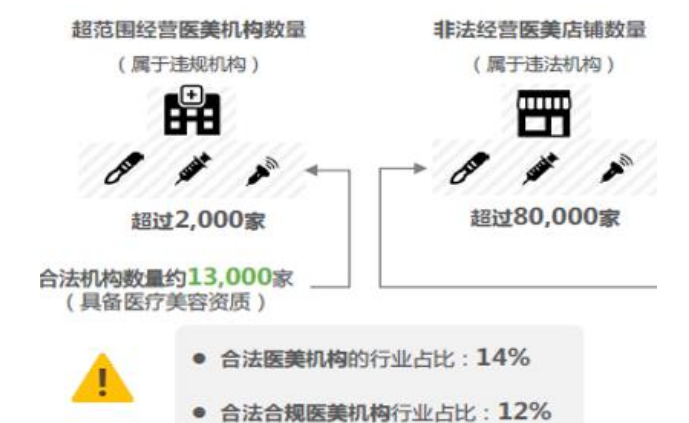 超范围经营医美机构数量
非法经营医美店铺数量
（属于违规机构）
（属于违法机构）
超过2,000家
超过80,000家
合法机构数量约13,000家
（具备医疗美容资质）
● 合法医美机构的行业占比：14%
● 合法合规医美机构行业占比：12%